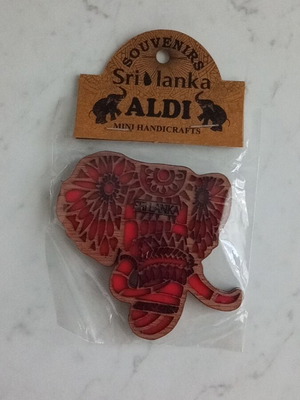 SOUVENIRS
Sri lanka
ALDI
MINI HANDICRAFTS